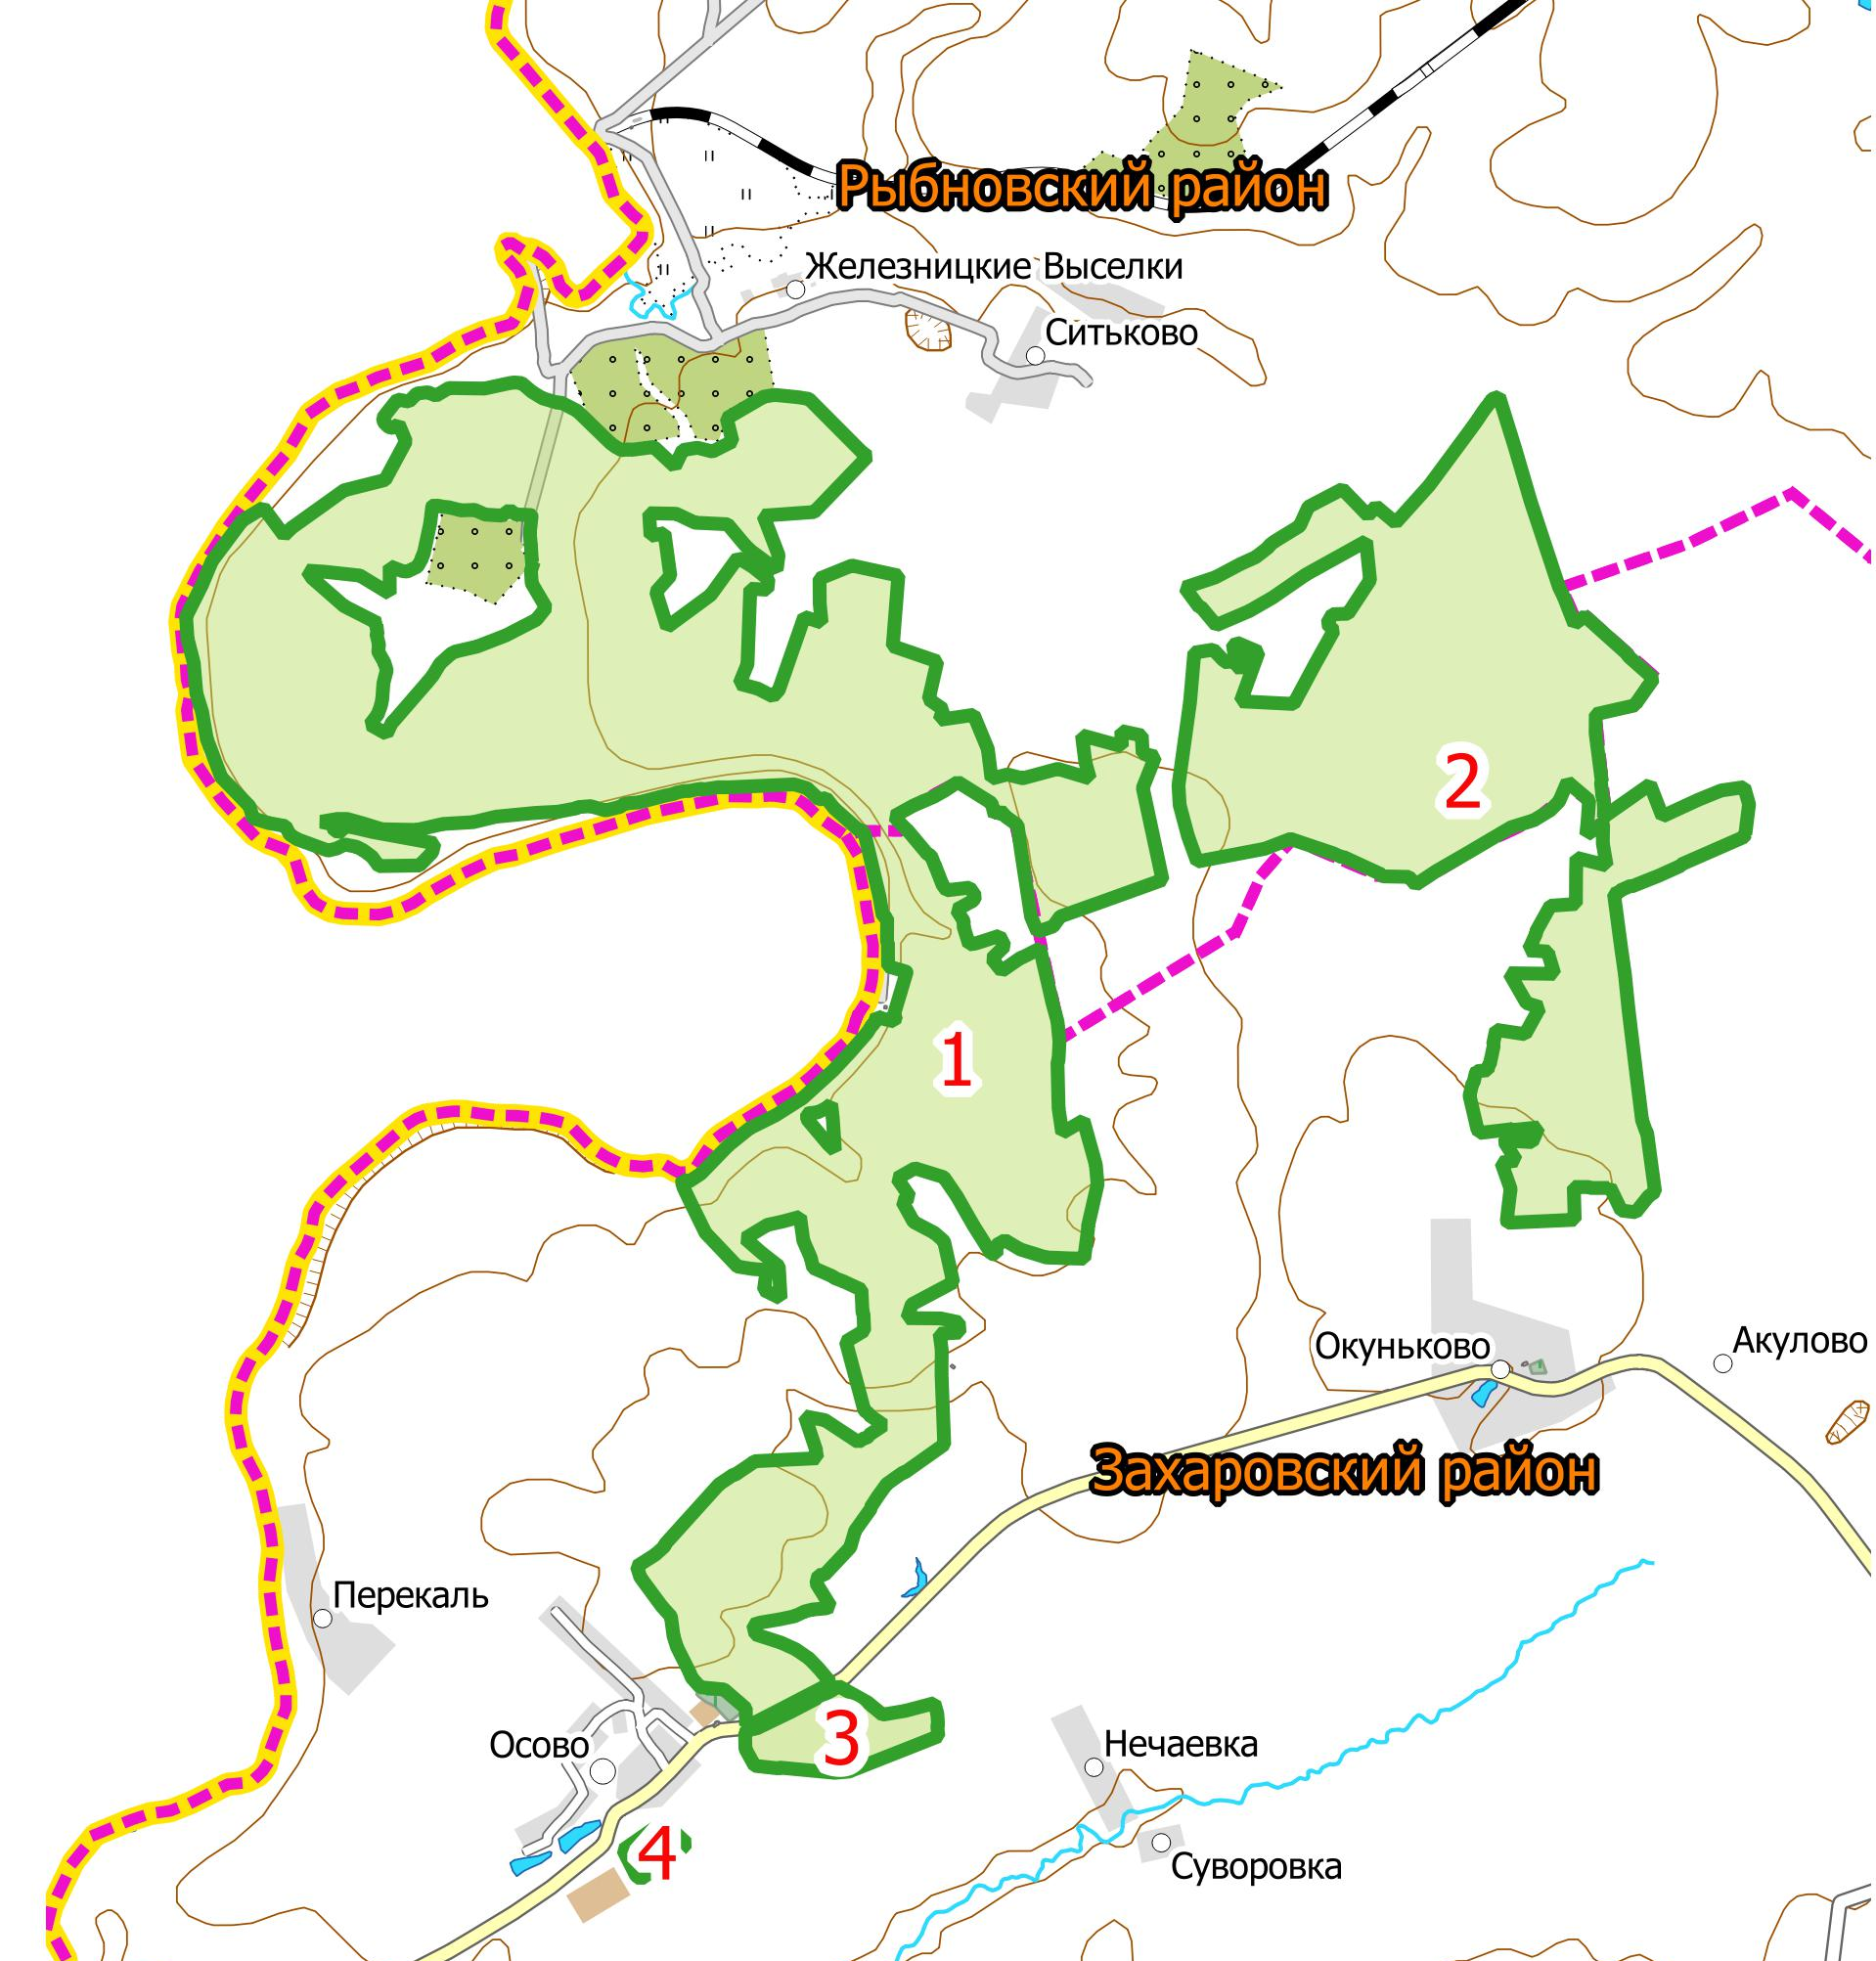 Рыбновский район
Железницкие Выселки
Ситьково
2
1
Окуньково
Акулово
Захаровский район
Перекаль
3
Осово
Нечаевка
4
Суворовка